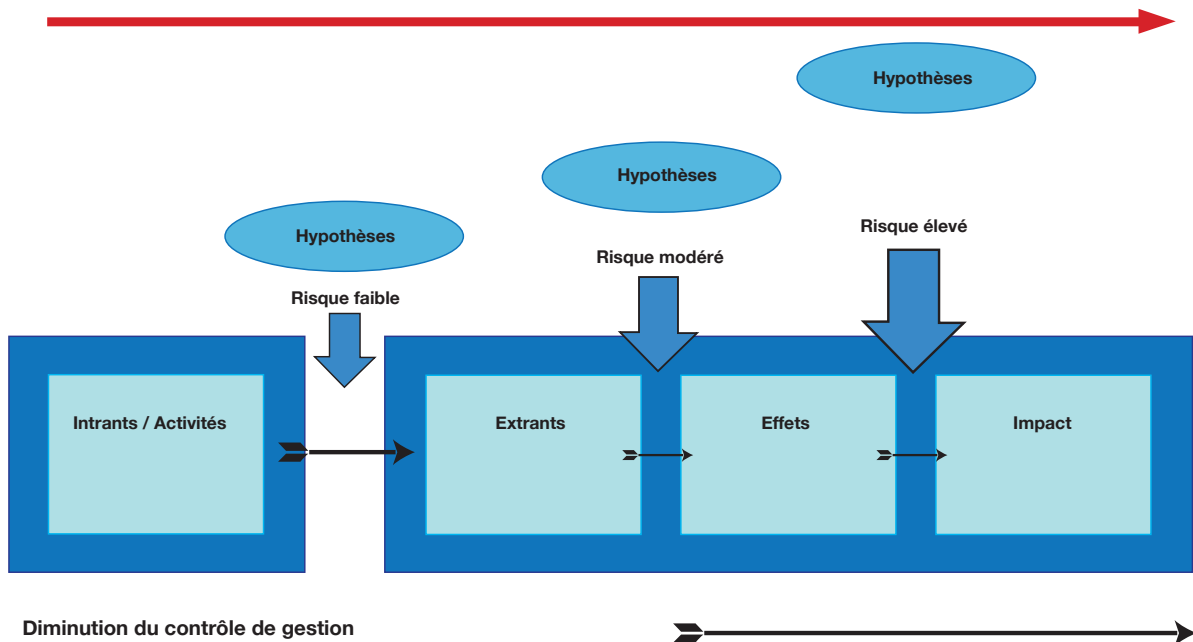 Hypothèses
Hypothèses
Hypothèses
Risque élevé
Risque modéré
Risque faible
Intrants / Activités
Extrants
Effets
Impact
Diminution du contrôle de gestion